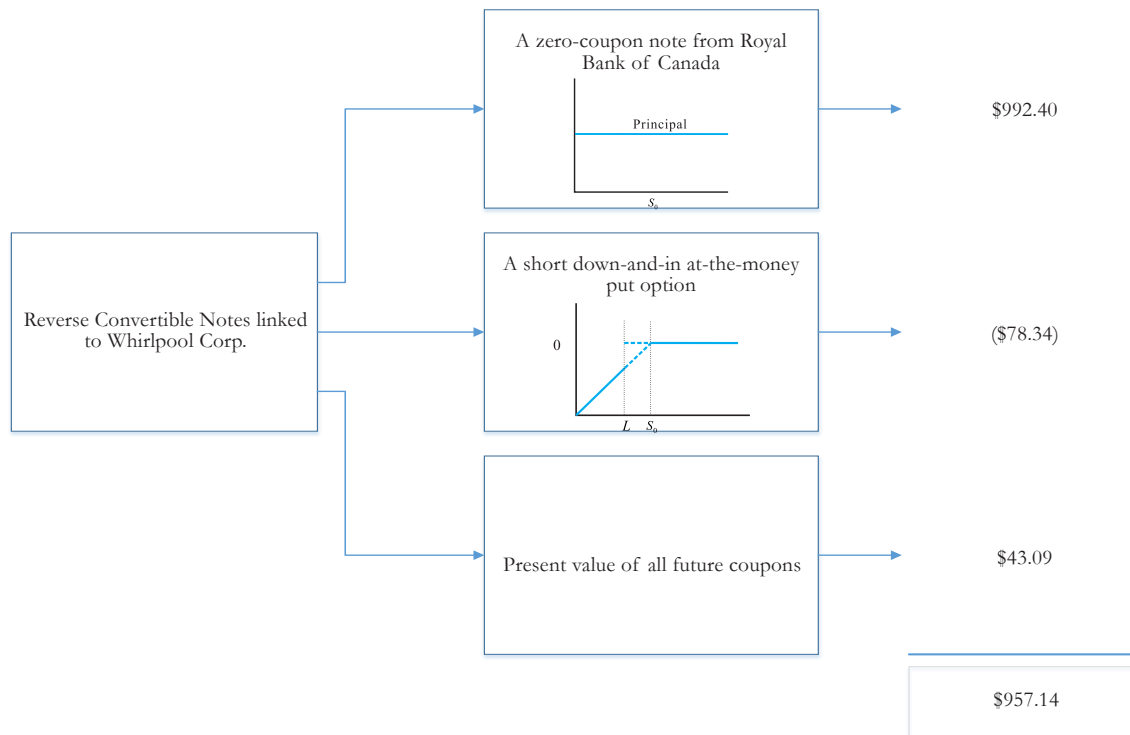 A zero-coupon note from Royal
Bank of Canada
Principal
S₀
$992.40
Reverse Convertible Notes linked
to Whirlpool Corp.
A short down-and-in at-the-money
put option
0
L S₀
($78.34)
Present value of all future coupons
$43.09
$957.14